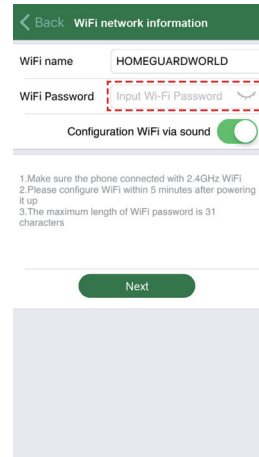 Back WiFi network information
WiFi name HOMEGUARDWORLD
WiFi Password Input Wi-Fi Password
Configuration WiFi via sound
1.Make sure the phone connected with 2.4GHz WiFi
2.Please configure WiFi within 5 minutes after powering
it up
3.The maximum length of WiFi password is 31
characters
Next